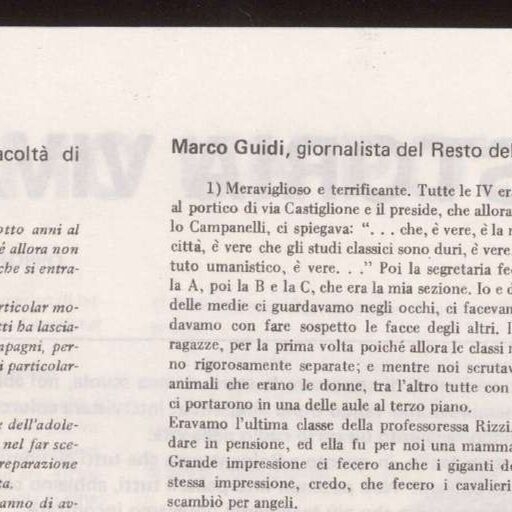 acoltà di
otto anni al
é allora non
che si entra-
rticolar mo-
tti ha lascia-
mpagni, per-
i particolar-
e dell'adole-
nel far sce-
reparazione
ta.
anno di av-
Marco Guidi, giornalista del Resto del
1) Meraviglioso e terrificante. Tutte le IV er
al portico di via Castiglione e il preside, che allora
lo Campanelli, ci spiegava: “. . . che, è vere, è la r
città, è vere che gli studi classici sono duri, è vere
tuto umanistico, è vere. . .” Poi la segretaria fe
la A, poi la B e la C, che era la mia sezione. Io e d
delle medie ci guardavamo negli occhi, ci facevam
davamo con fare sospetto le facce degli altri. I
ragazze, per la prima volta poiché allora le classi r
no rigorosamente separate; e mentre noi scrutav
animali che erano le donne, tra l'altro tutte con
ci portarono in una delle aule al terzo piano.
Eravamo l'ultima classe della professoressa Rizzi.
dare in pensione, ed ella fu per noi una mamma
Grande impressione ci fecero anche i giganti de
stessa impressione, credo, che fecero i cavalieri
scambiò per angeli.